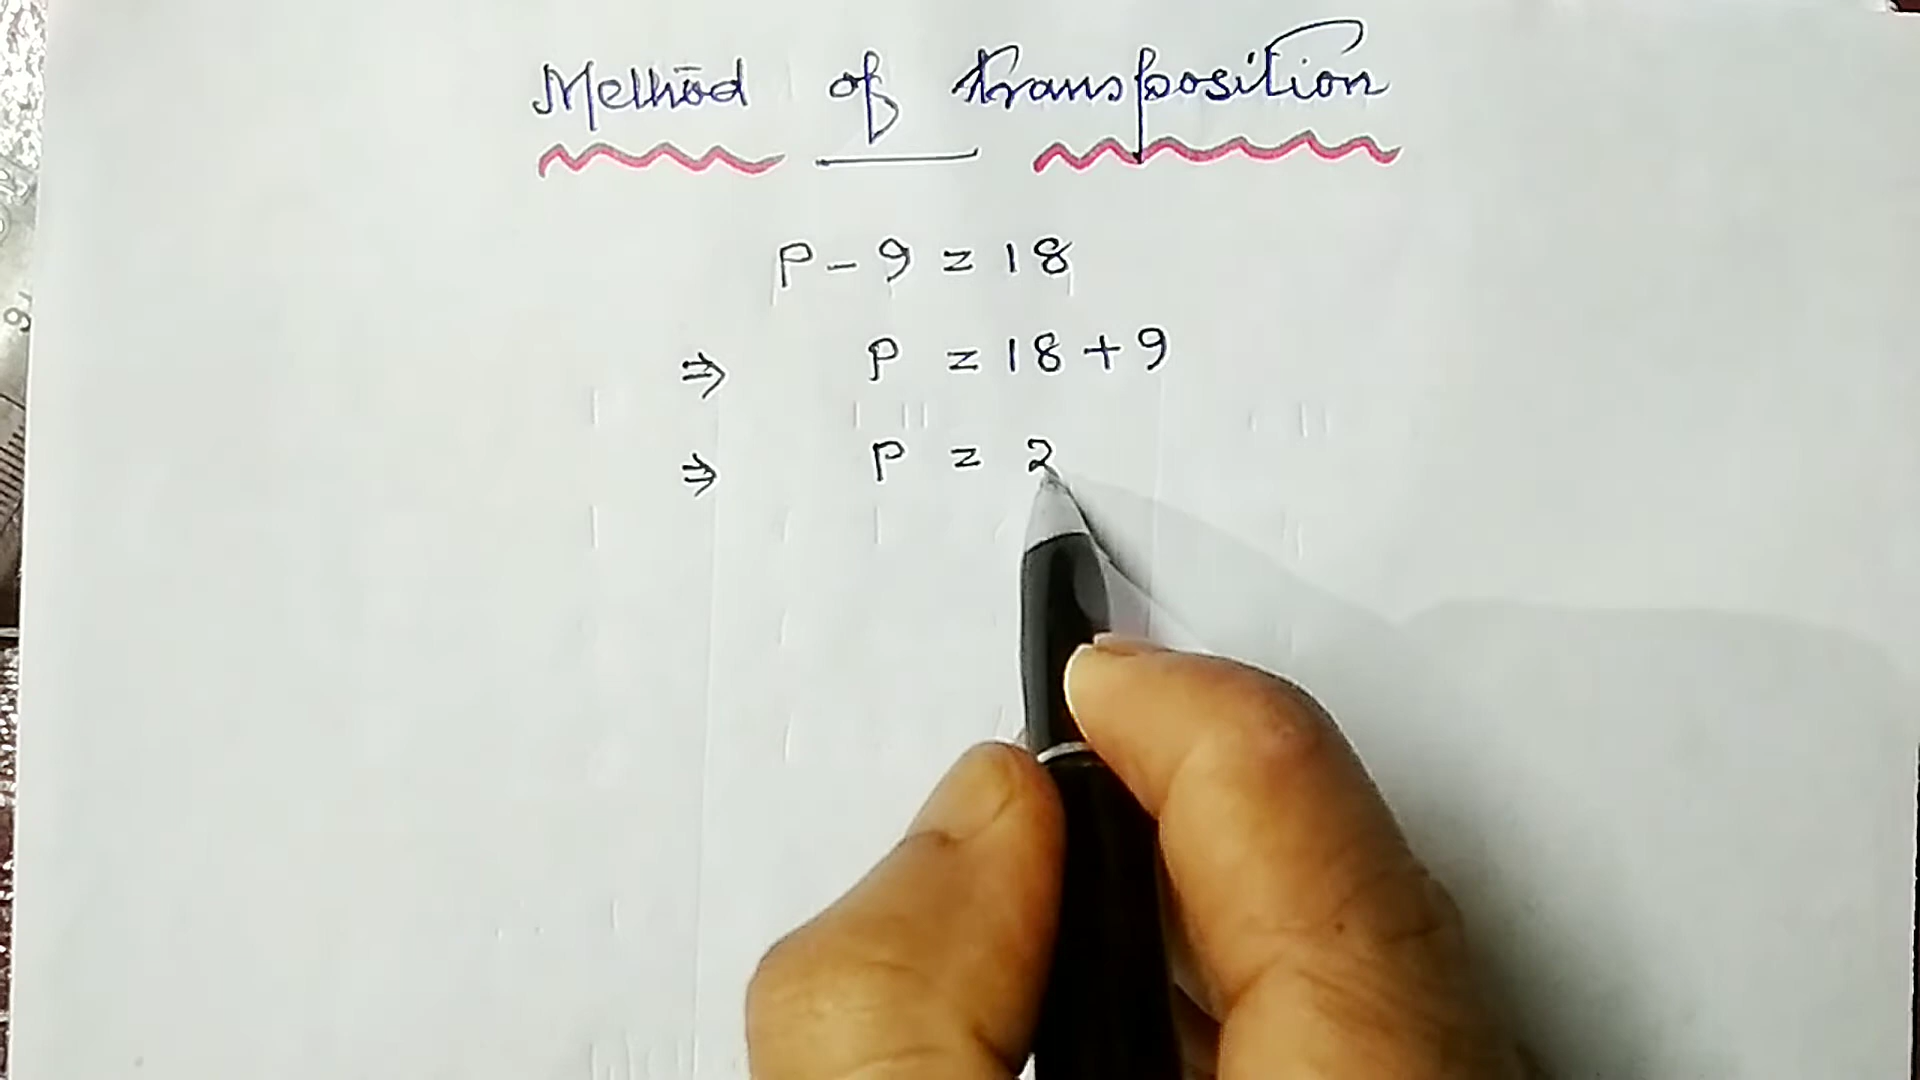 Method of transposition
P - 9 = 18
⇒ P = 18 + 9
⇒ P = 2